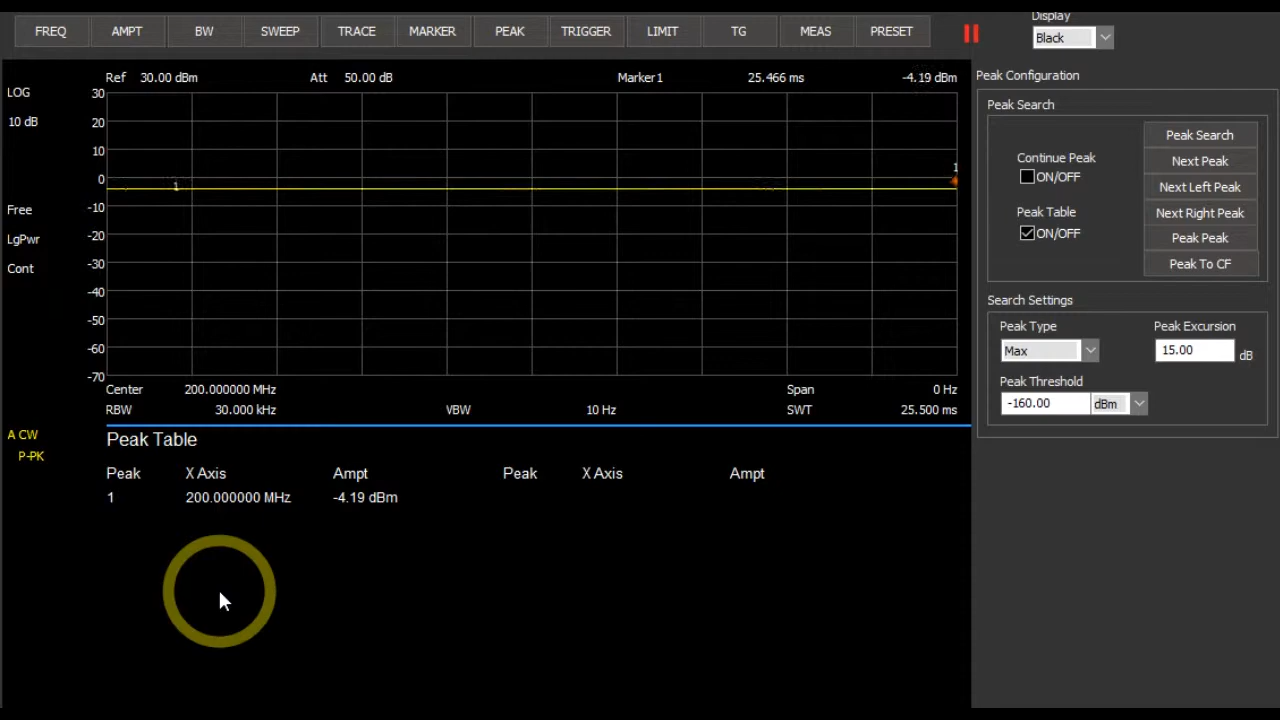 FREQ AMPT BW SWEEP TRACE MARKER PEAK TRIGGER LIMIT TG MEAS PRESET
Display
Black
Ref 30.00 dBm Att 50.00 dB Marker1 25.466 ms -4.19 dBm
LOG
10 dB
Free
LgPwr
Cont
30
20
10
0
-10
-20
-30
-40
-50
-60
-70
1
1
Center 200.000000 MHz Span 0 Hz
RBW 30.000 kHz VBW 10 Hz SWT 25.500 ms
A CW
P-PK
Peak Table
Peak X Axis Ampt Peak X Axis Ampt
1 200.000000 MHz -4.19 dBm
Peak Configuration
Peak Search
Continue Peak
ON/OFF
Peak Table
ON/OFF
Peak Search
Next Peak
Next Left Peak
Next Right Peak
Peak Peak
Peak To CF
Search Settings
Peak Type
Max
Peak Excursion
15.00 dB
Peak Threshold
-160.00 dBm